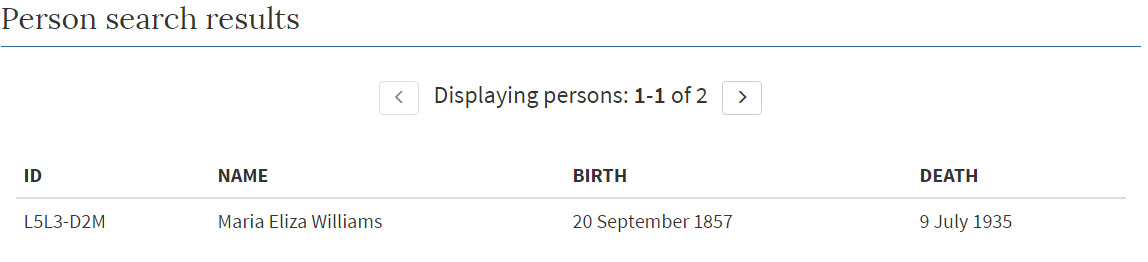 Person search results
Displaying persons: 1-1 of 2
ID NAME BIRTH DEATH
L5L3-D2M Maria Eliza Williams 20 September 1857 9 July 1935